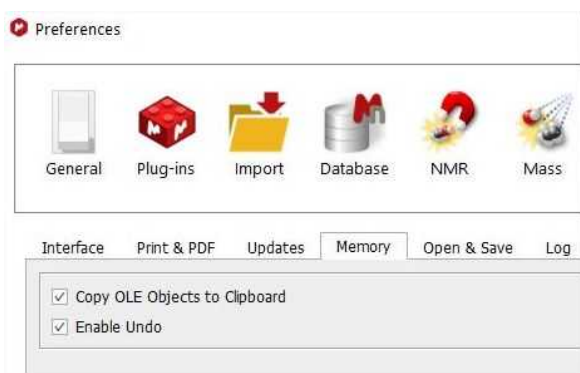 Preferences
General Plug-ins Import Database NMR Mass
Interface Print & PDF Updates Memory Open & Save Log
Copy OLE Objects to Clipboard
Enable Undo